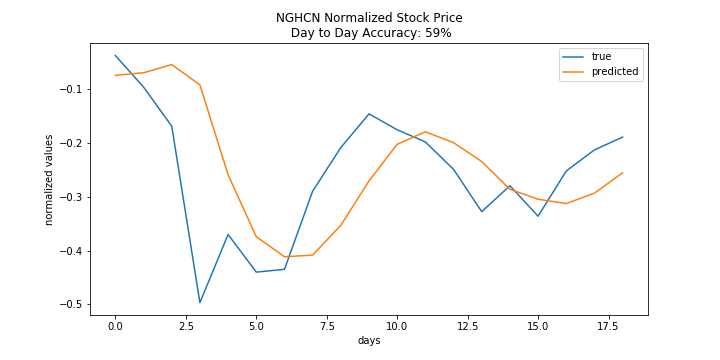 NGHCN Normalized Stock Price
Day to Day Accuracy: 59%
true
predicted
normalized values
−0.1
−0.2
−0.3
−0.4
−0.5
0.0 2.5 5.0 7.5 10.0 12.5 15.0 17.5
days